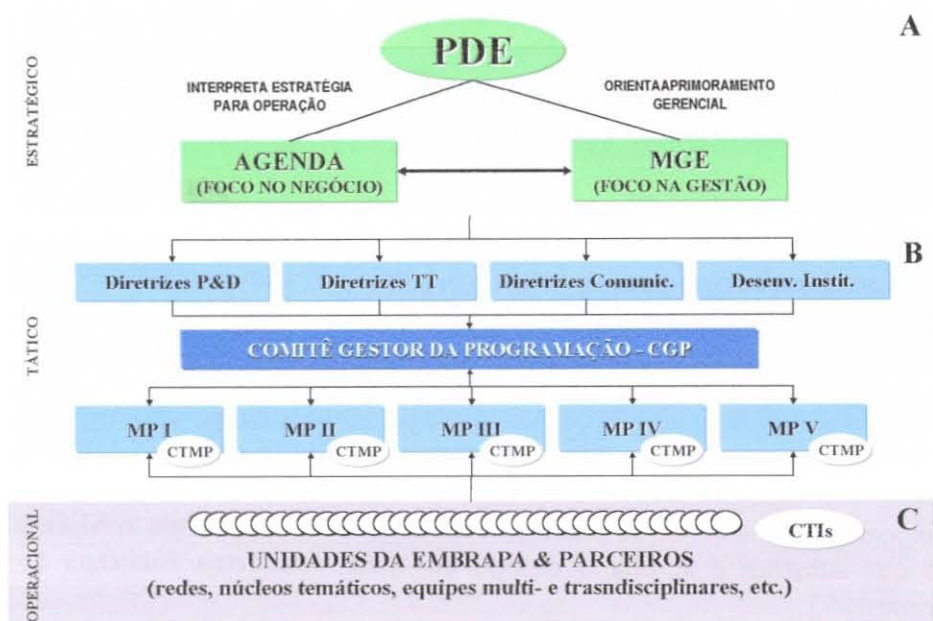 A
ESTRATÉGICO
PDE
INTERPRETA ESTRATÉGIA
PARA OPERAÇÃO
ORIENTAAPRIMORAMENTO
GERENCIAL
AGENDA
(FOCO NO NEGÓCIO)
MGE
(FOCO NA GESTÃO)
B
TÁTICO
Diretrizes P&D
Diretrizes TT
Diretrizes Comunic.
Desenv. Instit.
COMITÊ GESTOR DA PROGRAMAÇÃO - CGP
MP I
CTMP
MP II
CTMP
MP III
CTMP
MP IV
CTMP
MP V
CTMP
C
OPERACIONAL
CTIs
UNIDADES DA EMBRAPA & PARCEIROS
(redes, núcleos temáticos, equipes multi- e trasndisciplinares, etc.)